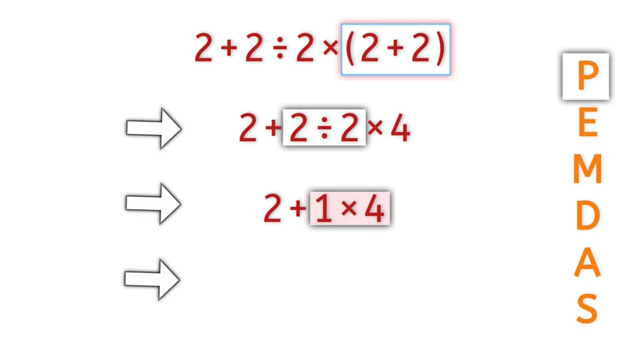 2 + 2 ÷ 2 × (2 + 2)
2 + 2 ÷ 2 × 4
2 + 1 × 4
P
E
M
D
A
S